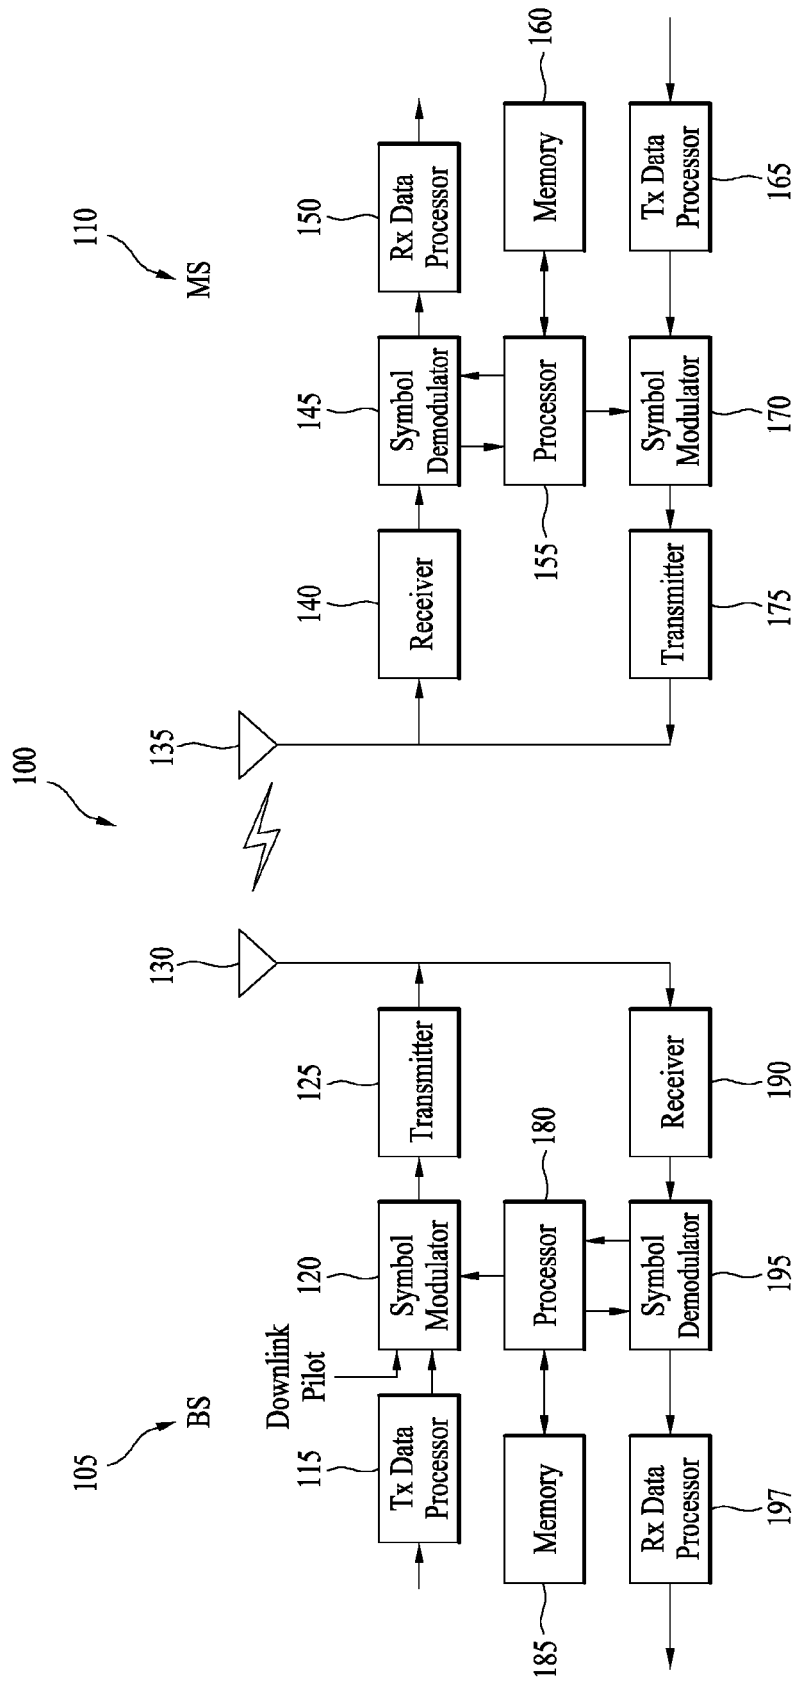 100
105
BS
110
MS
130
135
115
Tx Data
Processor
Downlink
Pilot
120
Symbol
Modulator
125
Transmitter
140
Receiver
145
Symbol
Demodulator
150
Rx Data
Processor
185
Memory
180
Processor
155
Processor
160
Memory
197
Rx Data
Processor
195
Symbol
Demodulator
190
Receiver
175
Transmitter
170
Symbol
Modulator
165
Tx Data
Processor